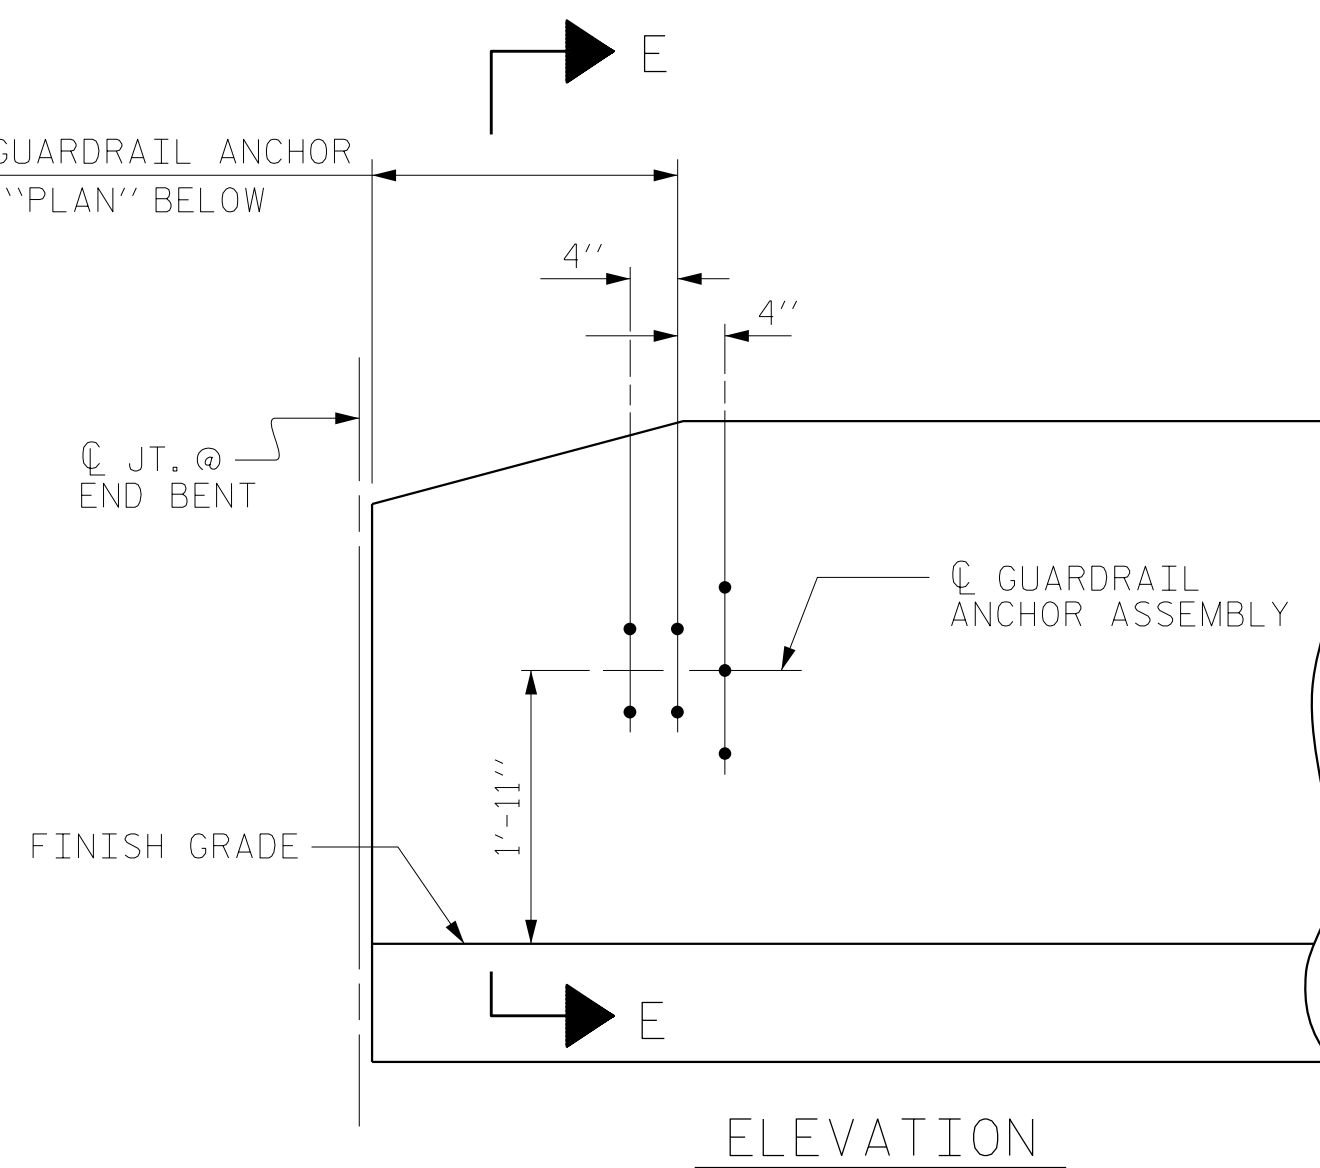 E
GUARDRAIL ANCHOR
``PLAN'' BELOW
4''
4''
℄ JT. @
END BENT
℄ GUARDRAIL
ANCHOR ASSEMBLY
1'-11''
FINISH GRADE
E
ELEVATION